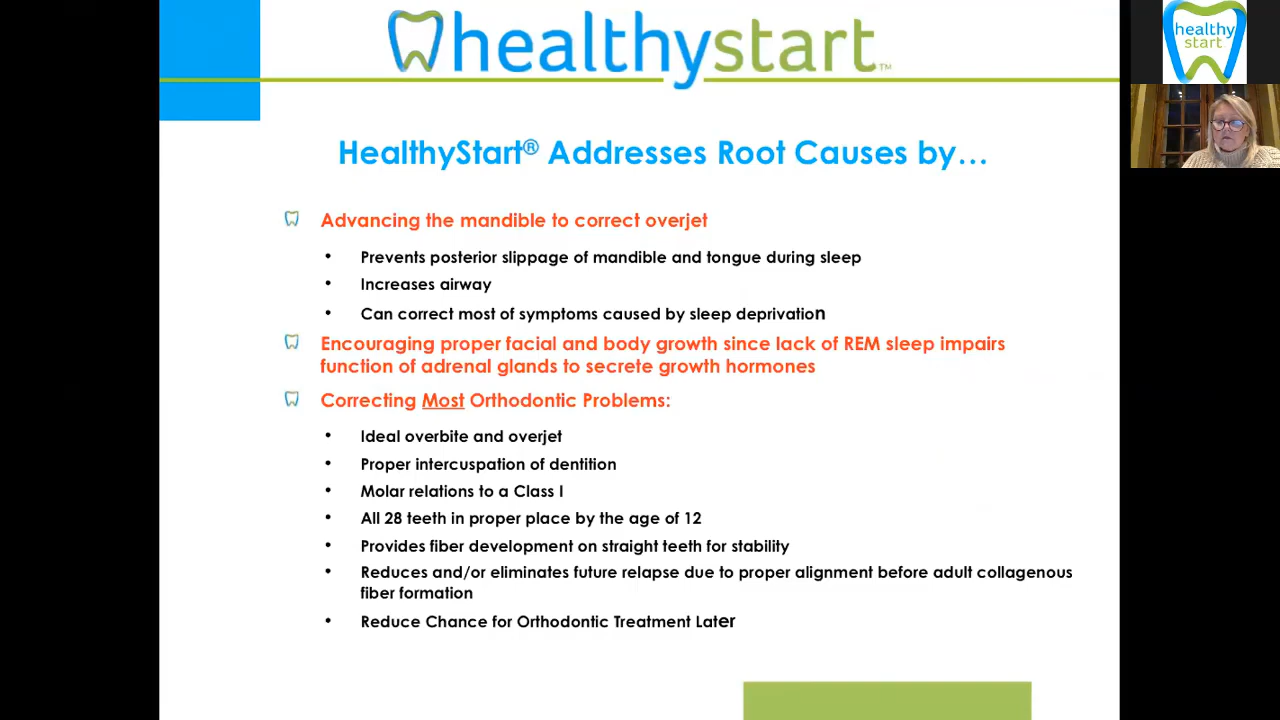 healthystart™
healthy
start
HealthyStart® Addresses Root Causes by…
Advancing the mandible to correct overjet
• Prevents posterior slippage of mandible and tongue during sleep
• Increases airway
• Can correct most of symptoms caused by sleep deprivation
Encouraging proper facial and body growth since lack of REM sleep impairs
function of adrenal glands to secrete growth hormones
Correcting Most Orthodontic Problems:
• Ideal overbite and overjet
• Proper intercuspation of dentition
• Molar relations to a Class I
• All 28 teeth in proper place by the age of 12
• Provides fiber development on straight teeth for stability
• Reduces and/or eliminates future relapse due to proper alignment before adult collagenous
fiber formation
• Reduce Chance for Orthodontic Treatment Later